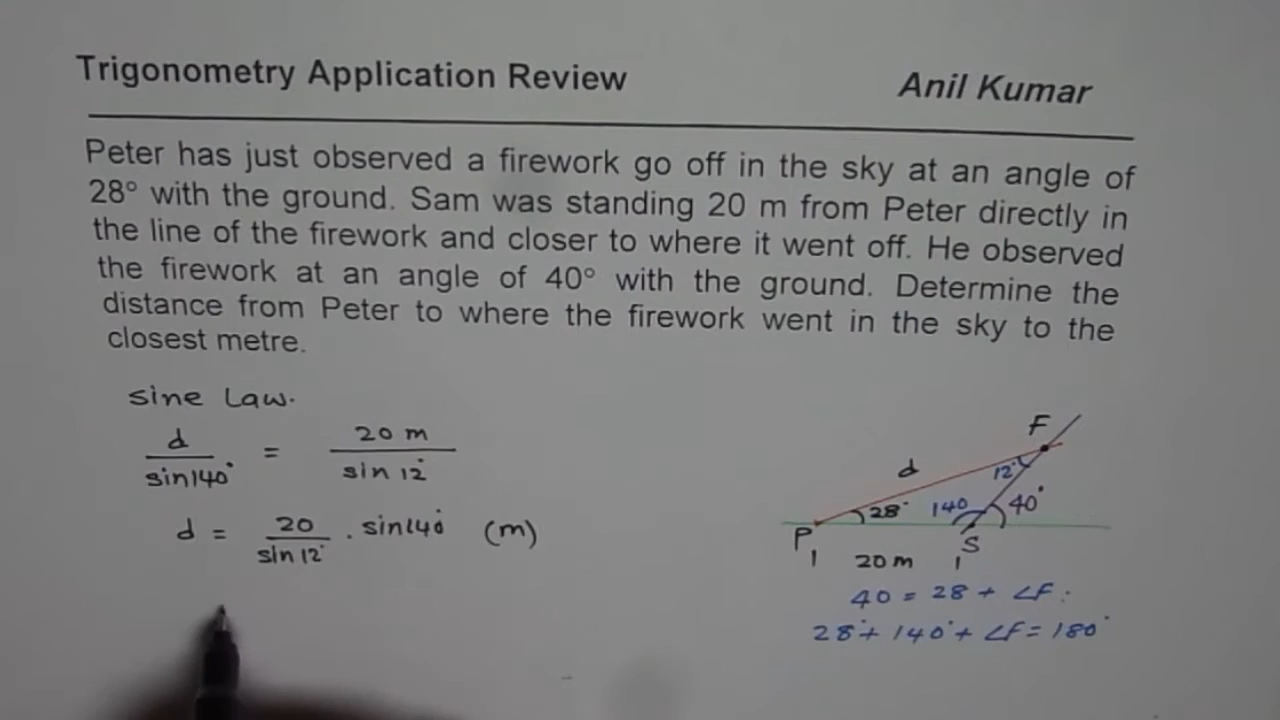 Trigonometry Application Review
Anil Kumar
Peter has just observed a firework go off in the sky at an angle of
28° with the ground. Sam was standing 20 m from Peter directly in
the line of the firework and closer to where it went off. He observed
the firework at an angle of 40° with the ground. Determine the
distance from Peter to where the firework went in the sky to the
closest metre.
sine Law.
d / sin 140° = 20 m / sin 12°
d = 20 / sin 12° . sin 140° (m)
F
d
12°
28°
140
40°
P
S
20 m
40 = 28 + ∠F :
28° + 140° + ∠F = 180°